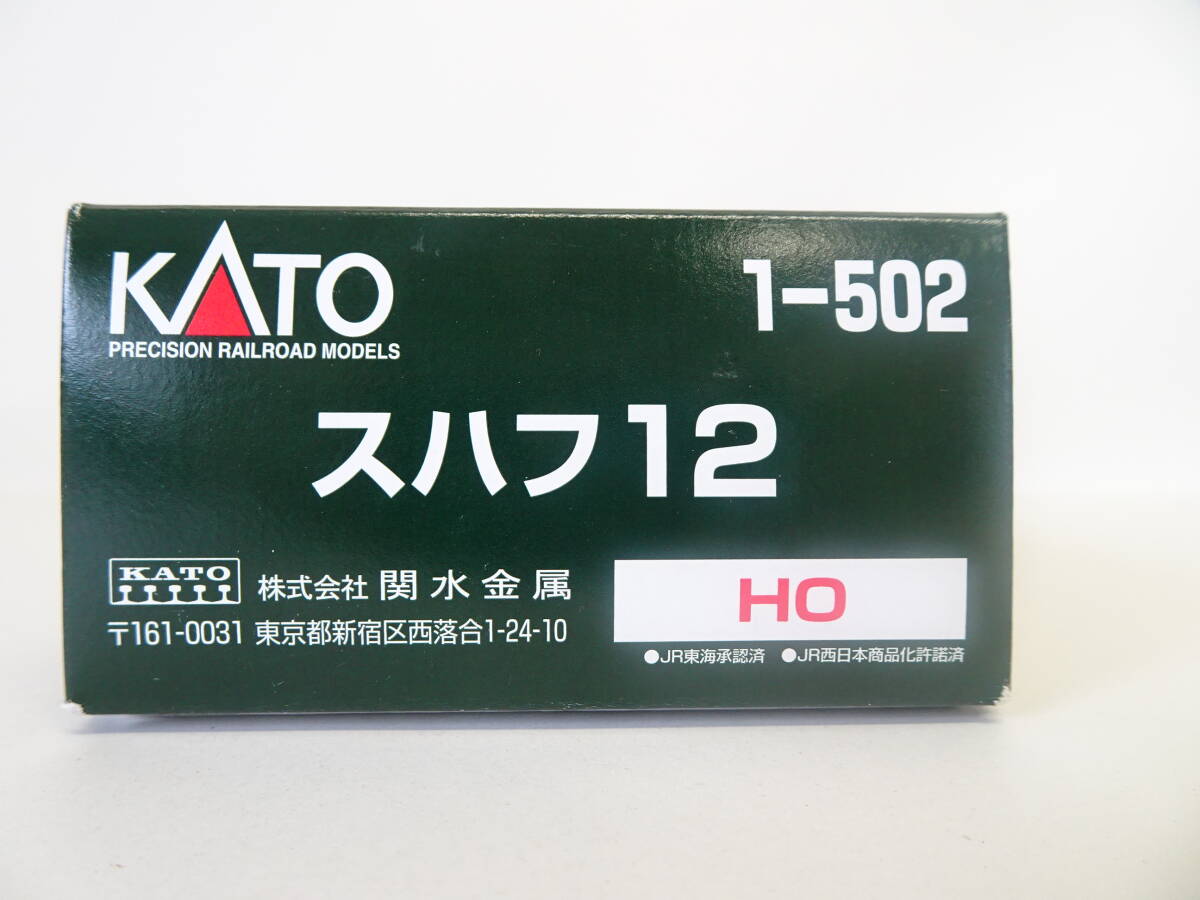 KATO
PRECISION RAILROAD MODELS
1-502
スハフ12
KATO
株式会社 関水金属
〒161-0031 東京都新宿区西落合1-24-10
HO
●JR東海承認済 ●JR西日本商品化許諾済